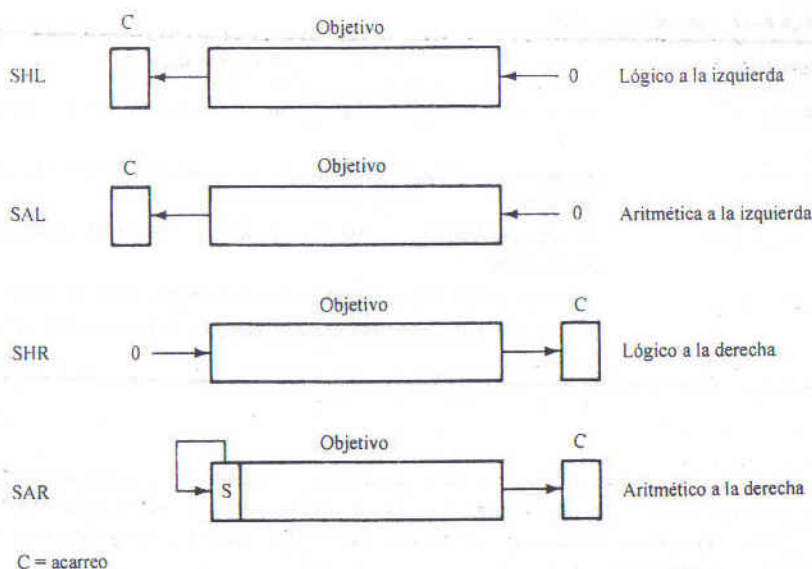 C Objetivo
SHL 0 Lógico a la izquierda
C Objetivo
SAL 0 Aritmética a la izquierda
Objetivo C
SHR 0 Lógico a la derecha
Objetivo C
SAR S Aritmético a la derecha
C = acarreo